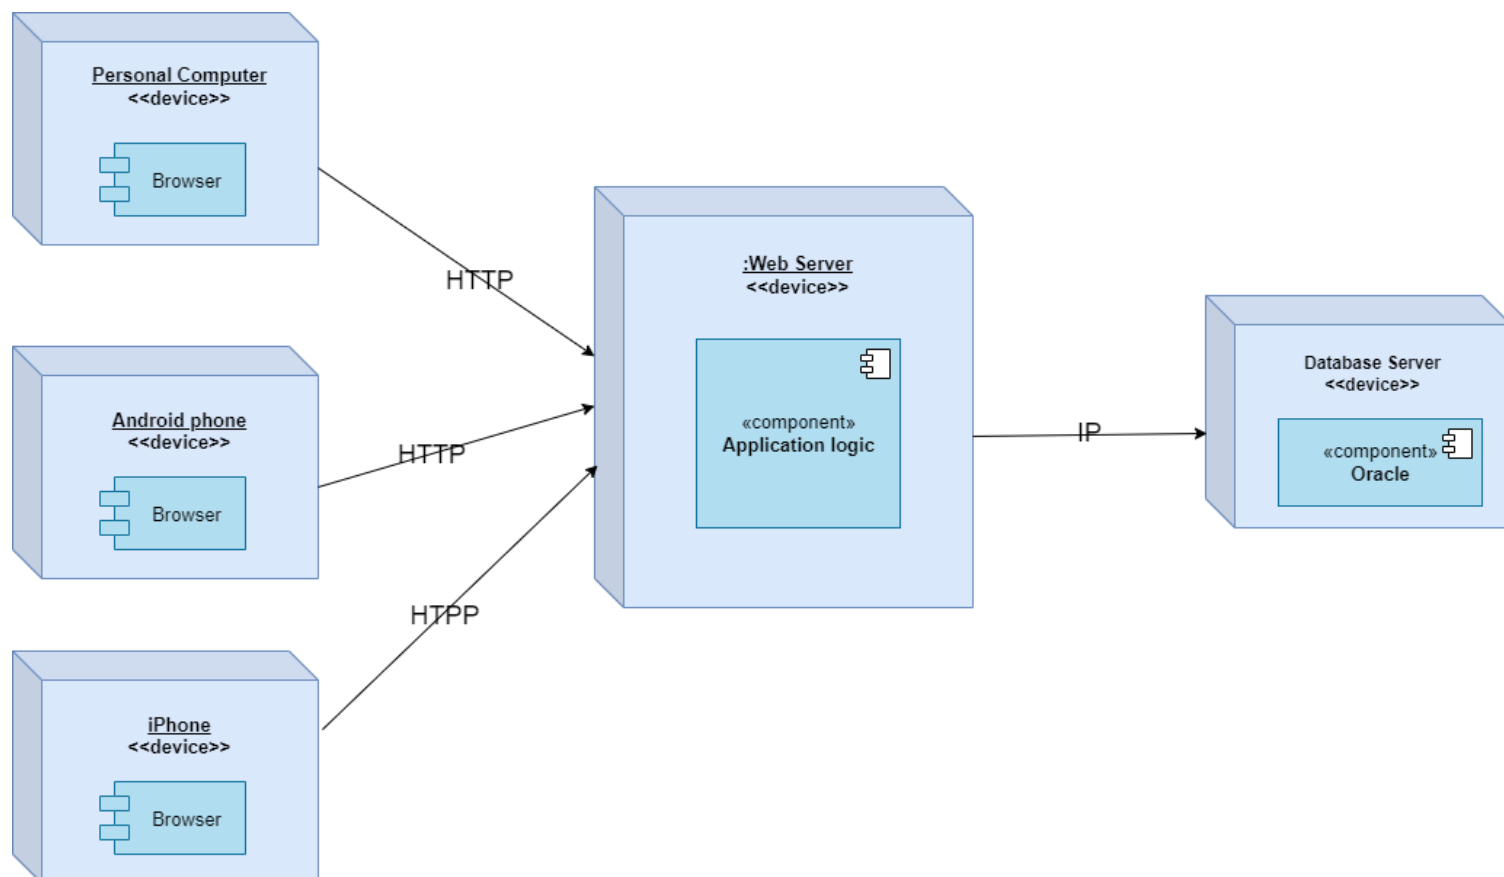 Personal Computer
<<device>>
Browser
HTTP
:Web Server
<<device>>
«component»
Application logic
Android phone
<<device>>
Browser
HTTP
IP
Database Server
<<device>>
«component»
Oracle
HTPP
iPhone
<<device>>
Browser